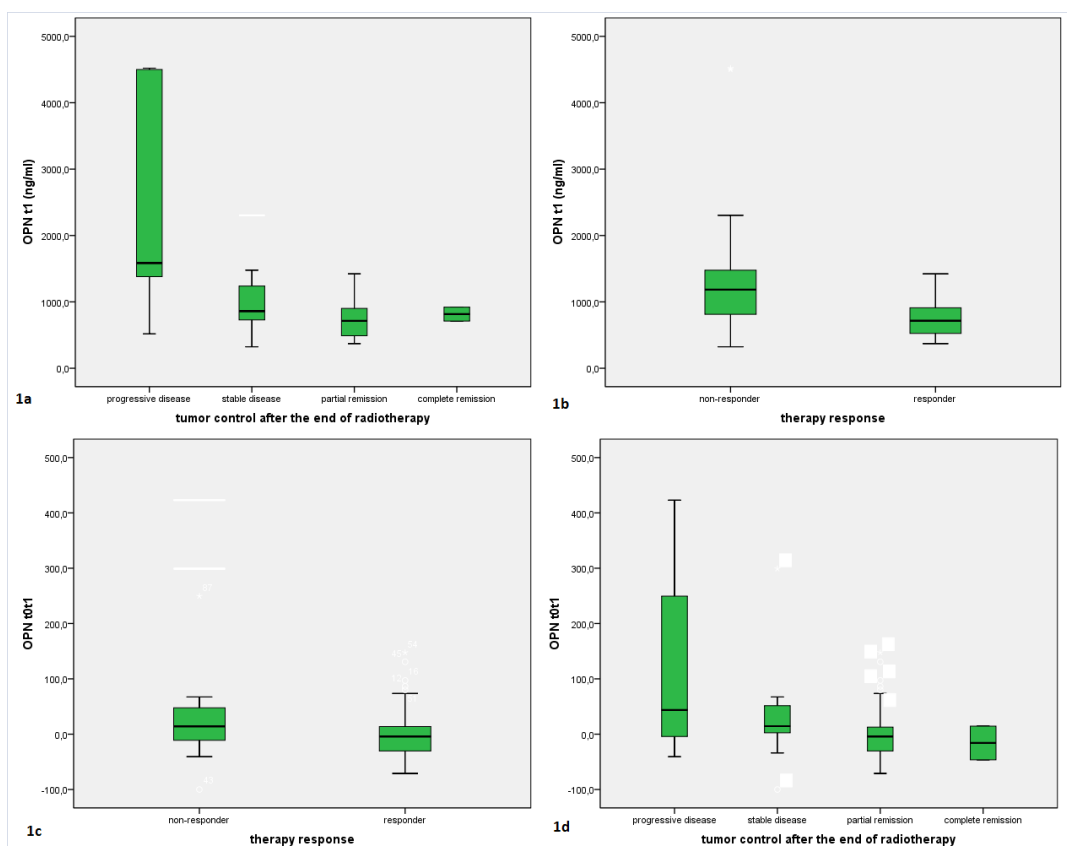 5000,0
4000,0
3000,0
2000,0
1000,0
0,0
OPN t1 (ng/ml)
progressive disease stable disease partial remission complete remission
tumor control after the end of radiotherapy
1a
5000,0
4000,0
3000,0
2000,0
1000,0
0,0
OPN t1 (ng/ml)
non-responder responder
therapy response
1b
500,0
400,0
300,0
200,0
100,0
0,0
-100,0
OPN t0t1
non-responder responder
therapy response
1c
500,0
400,0
300,0
200,0
100,0
0,0
-100,0
OPN t0t1
progressive disease stable disease partial remission complete remission
tumor control after the end of radiotherapy
1d